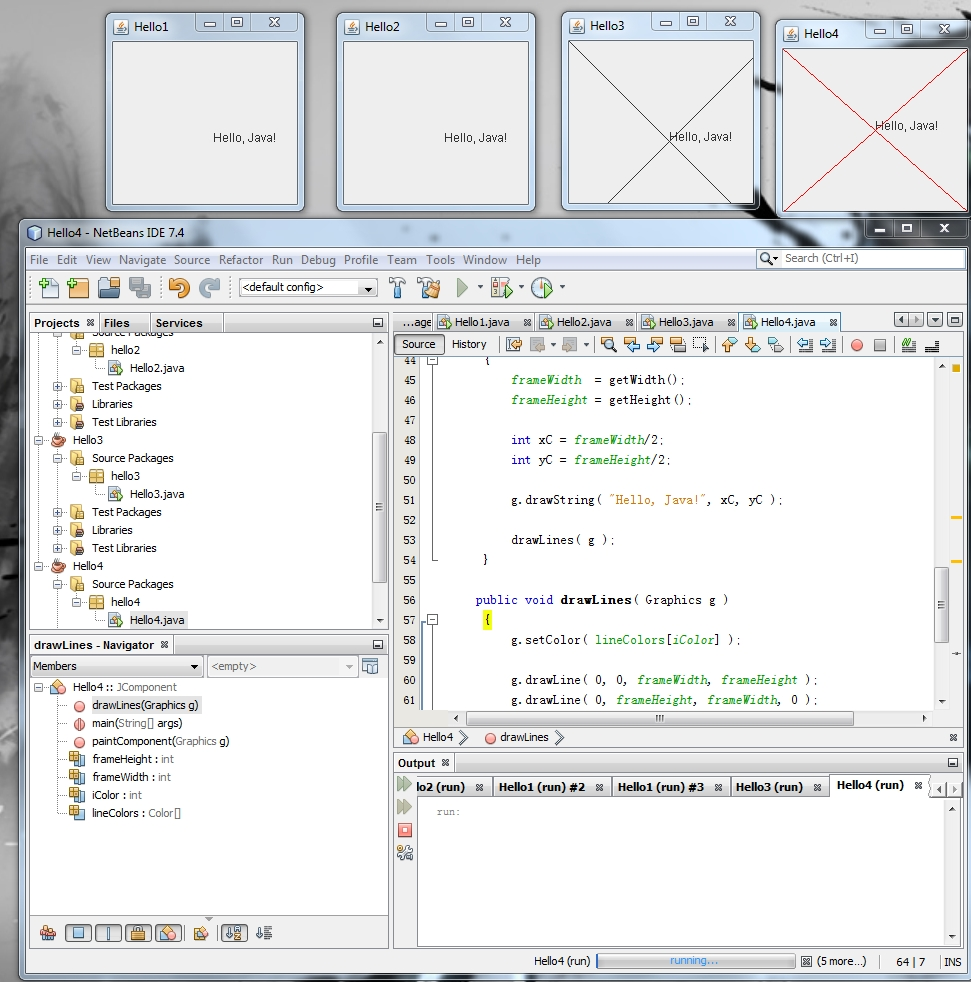 Hello1
Hello2
Hello3
Hello4
Hello, Java!
Hello, Java!
Hello, Java!
Hello, Java!
Hello4 - NetBeans IDE 7.4
File Edit View Navigate Source Refactor Run Debug Profile Team Tools Window Help
Search (Ctrl+I)
<default config>
Projects Files Services
Source Packages
hello2
Hello2.java
Test Packages
Libraries
Test Libraries
Hello3
Source Packages
hello3
Hello3.java
Test Packages
Libraries
Test Libraries
Hello4
Source Packages
hello4
Hello4.java
drawLines - Navigator
Members <empty>
Hello4 :: JComponent
drawLines(Graphics g)
main(String[] args)
paintComponent(Graphics g)
frameHeight : int
frameWidth : int
iColor : int
lineColors : Color[]
...age Hello1.java Hello2.java Hello3.java Hello4.java
Source History
44 {
45 frameWidth = getWidth();
46 frameHeight = getHeight();
47
48 int xC = frameWidth/2;
49 int yC = frameHeight/2;
50
51 g.drawString( "Hello, Java!", xC, yC );
52
53 drawLines( g );
54 }
55
56 public void drawLines( Graphics g )
57 {
58 g.setColor( lineColors[iColor] );
59
60 g.drawLine( 0, 0, frameWidth, frameHeight );
61 g.drawLine( 0, frameHeight, frameWidth, 0 );
Hello4 drawLines
Output
lo2 (run) Hello1 (run) #2 Hello1 (run) #3 Hello3 (run) Hello4 (run)
run:
Hello4 (run) running... (5 more...) 64 | 7 INS